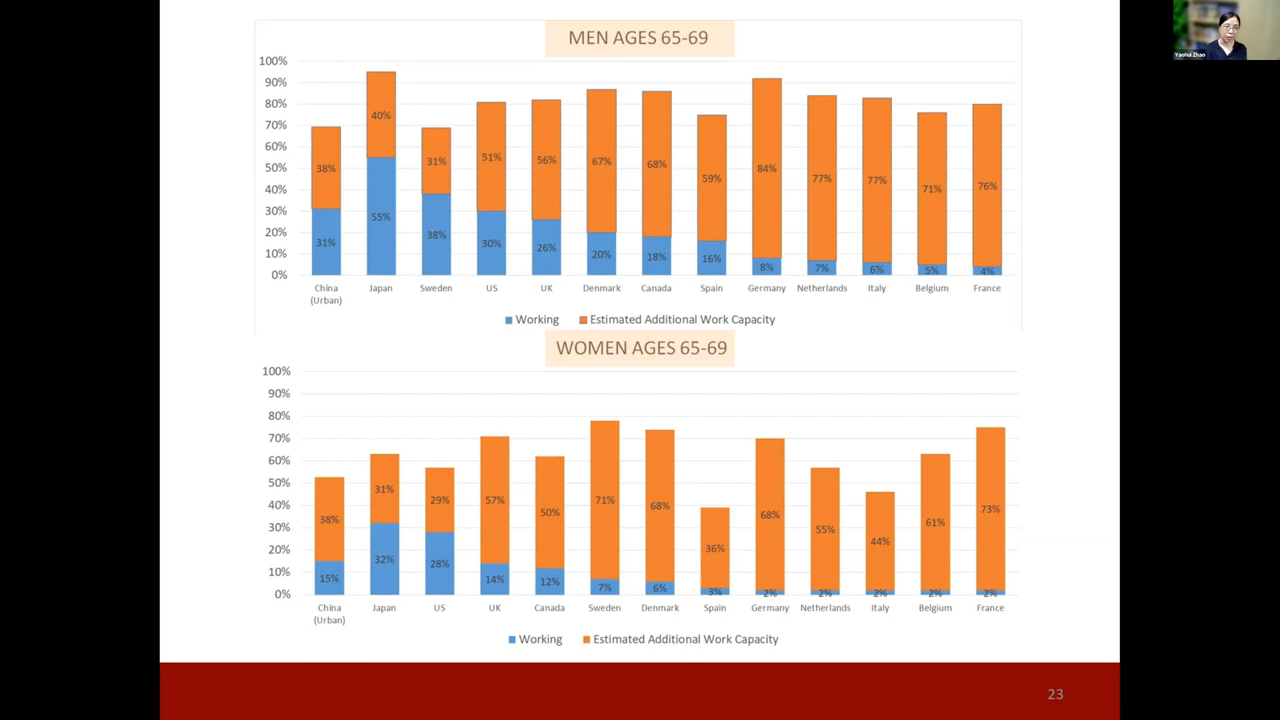 MEN AGES 65-69
Yaohui Zhao
100%
90%
80%
70%
60%
50%
40%
30%
20%
10%
0%
38% 40% 31% 51% 56% 67% 68% 59% 84% 77% 77% 71% 76%
31% 55% 38% 30% 26% 20% 18% 16% 8% 7% 6% 5% 4%
China Japan Sweden US UK Denmark Canada Spain Germany Netherlands Italy Belgium France
(Urban)
Working Estimated Additional Work Capacity
WOMEN AGES 65-69
100%
90%
80%
70%
60%
50%
40%
30%
20%
10%
0%
38% 31% 29% 57% 50% 71% 68% 36% 68% 55% 44% 61% 73%
15% 32% 28% 14% 12% 7% 6% 3% 2% 2% 2% 2% 2%
China Japan US UK Canada Sweden Denmark Spain Germany Netherlands Italy Belgium France
(Urban)
Working Estimated Additional Work Capacity
23